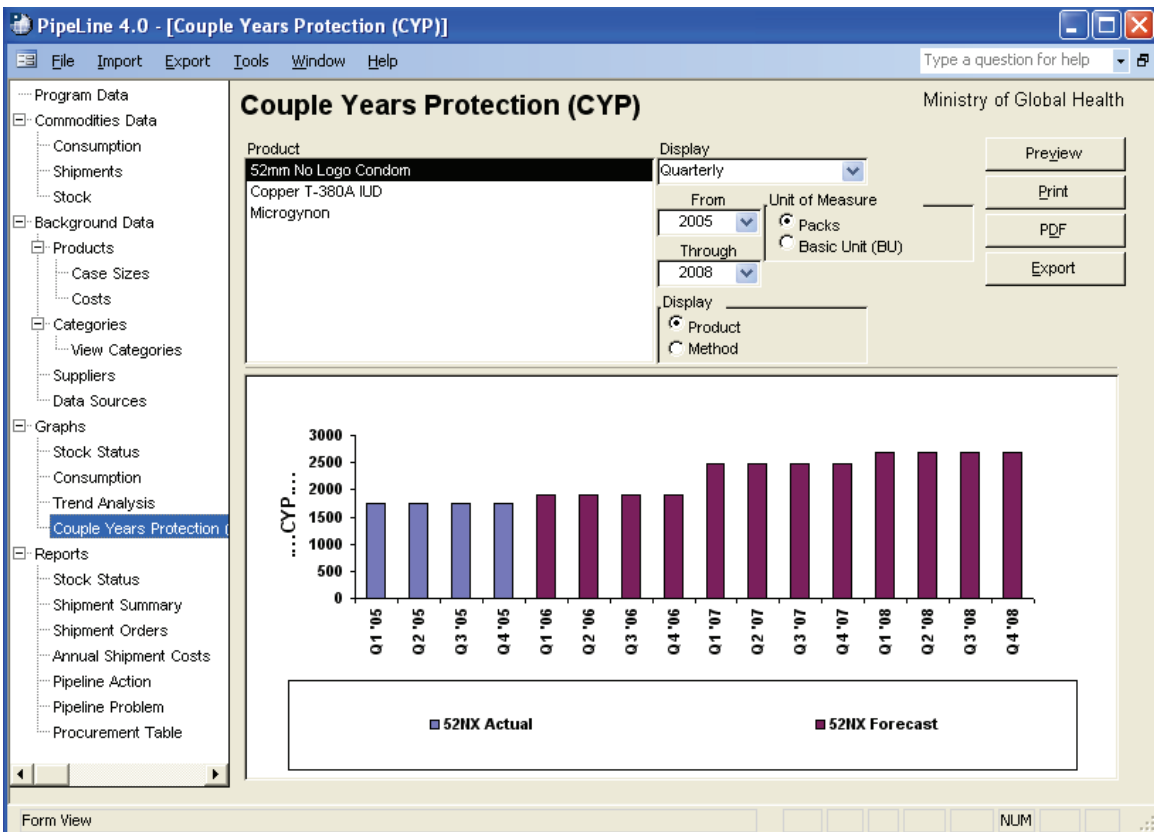 PipeLine 4.0 - [Couple Years Protection (CYP)]
File Import Export Tools Window Help
Type a question for help
Program Data
Commodities Data
Consumption
Shipments
Stock
Background Data
Products
Case Sizes
Costs
Categories
View Categories
Suppliers
Data Sources
Graphs
Stock Status
Consumption
Trend Analysis
Couple Years Protection (
Reports
Stock Status
Shipment Summary
Shipment Orders
Annual Shipment Costs
Pipeline Action
Pipeline Problem
Procurement Table
Couple Years Protection (CYP)
Ministry of Global Health
Product
52mm No Logo Condom
Copper T-380A IUD
Microgynon
Display
Quarterly
From
2005
Through
2008
Unit of Measure
Packs
Basic Unit (BU)
Display
Product
Method
Preview
Print
PDF
Export
....CYP....
3000
2500
2000
1500
1000
500
0
Q1 '05
Q2 '05
Q3 '05
Q4 '05
Q1 '06
Q2 '06
Q3 '06
Q4 '06
Q1 '07
Q2 '07
Q3 '07
Q4 '07
Q1 '08
Q2 '08
Q3 '08
Q4 '08
52NX Actual
52NX Forecast
Form View
NUM